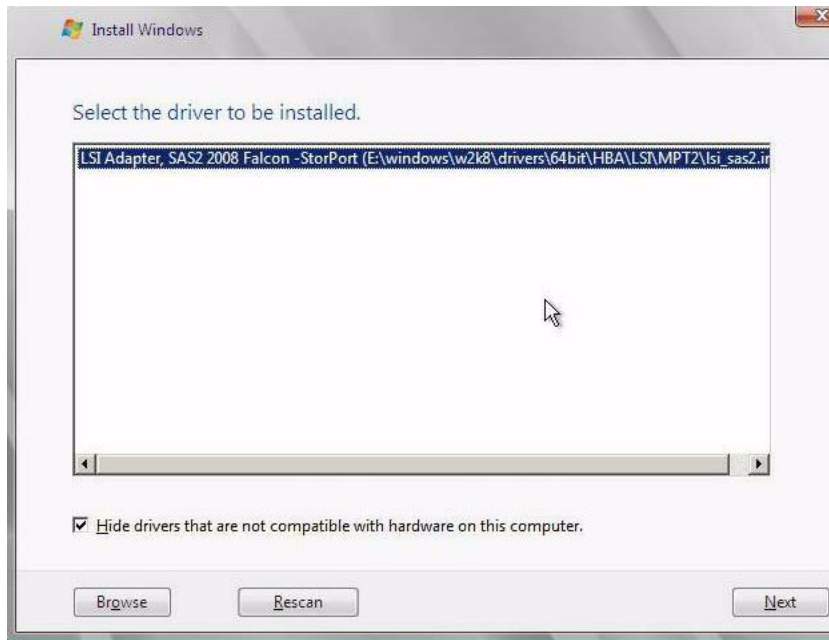 Install Windows
Select the driver to be installed.
LSI Adapter, SAS2 2008 Falcon -StorPort (E:\windows\w2k8\drivers\64bit\HBA\LSI\MPT2\lsi_sas2.in
Hide drivers that are not compatible with hardware on this computer.
Browse
Rescan
Next